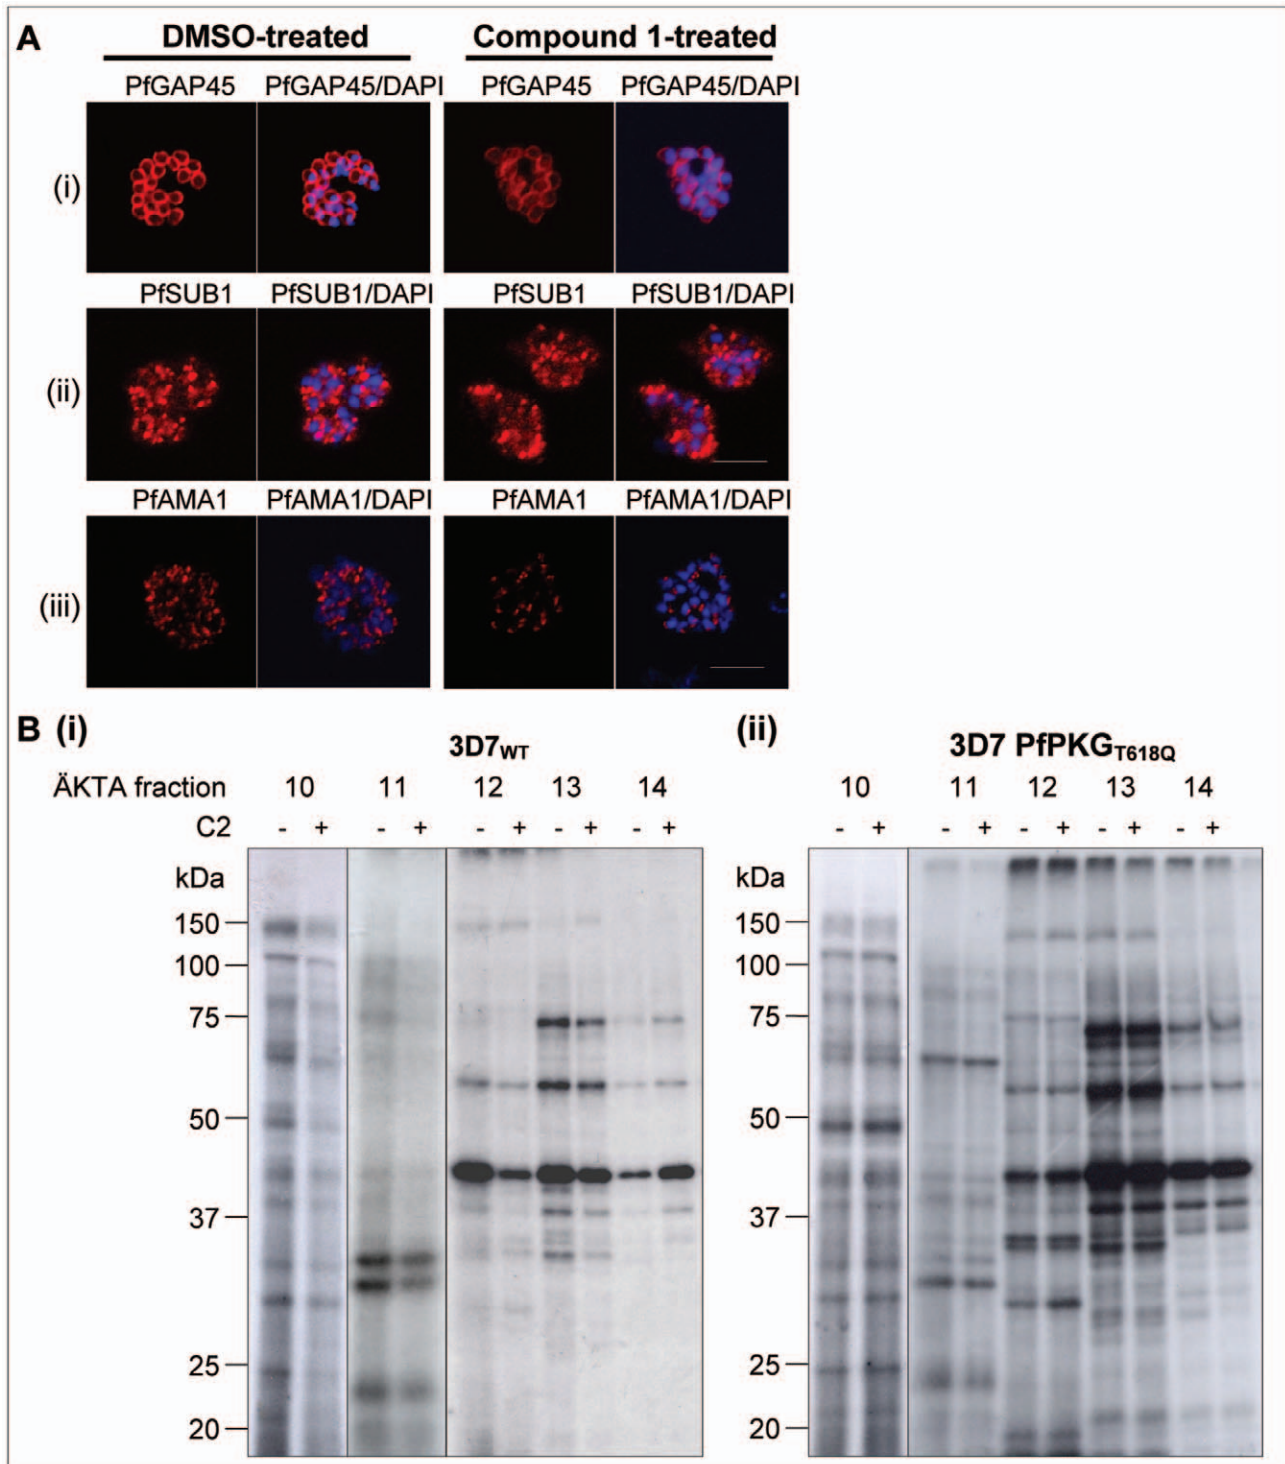 A
DMSO-treated Compound 1-treated
PfGAP45 PfGAP45/DAPI PfGAP45 PfGAP45/DAPI
(i)
PfSUB1 PfSUB1/DAPI PfSUB1 PfSUB1/DAPI
(ii)
PfAMA1 PfAMA1/DAPI PfAMA1 PfAMA1/DAPI
(iii)
B (i) 3D7WT
ÄKTA fraction 10 11 12 13 14
C2 - + - + - + - + - +
kDa
150
100
75
50
37
25
20
(ii) 3D7 PfPKGT618Q
10 11 12 13 14
- + - + - + - + - +
kDa
150
100
75
50
37
25
20